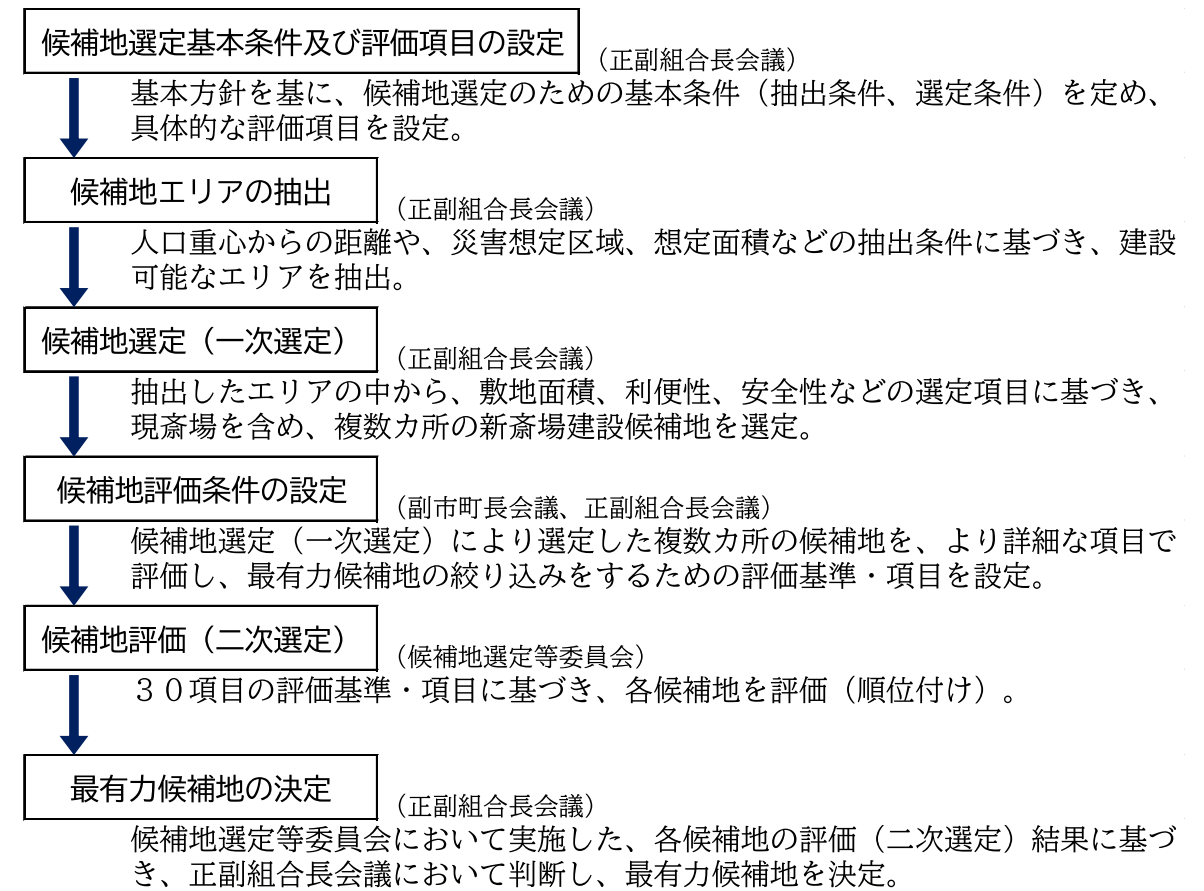 候補地選定基本条件及び評価項目の設定
（正副組合長会議）
基本方針を基に、候補地選定のための基本条件（抽出条件、選定条件）を定め、
具体的な評価項目を設定。
候補地エリアの抽出
（正副組合長会議）
人口重心からの距離や、災害想定区域、想定面積などの抽出条件に基づき、建設
可能なエリアを抽出。
候補地選定（一次選定）
（正副組合長会議）
抽出したエリアの中から、敷地面積、利便性、安全性などの選定項目に基づき、
現斎場を含め、複数カ所の新斎場建設候補地を選定。
候補地評価条件の設定
（副市町長会議、正副組合長会議）
候補地選定（一次選定）により選定した複数カ所の候補地を、より詳細な項目で
評価し、最有力候補地の絞り込みをするための評価基準・項目を設定。
候補地評価（二次選定）
（候補地選定等委員会）
３０項目の評価基準・項目に基づき、各候補地を評価（順位付け）。
最有力候補地の決定
（正副組合長会議）
候補地選定等委員会において実施した、各候補地の評価（二次選定）結果に基づ
き、正副組合長会議において判断し、最有力候補地を決定。